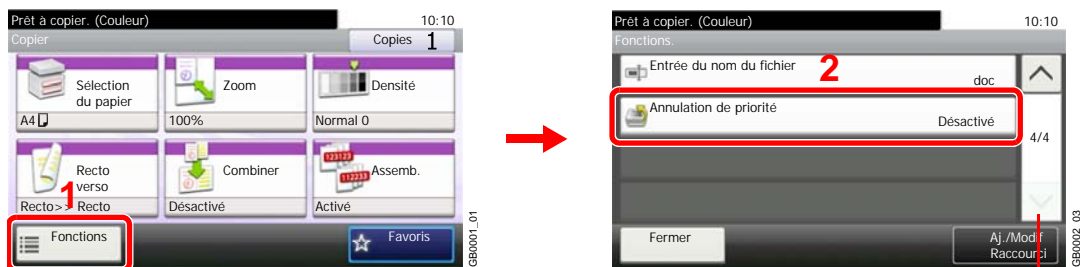 Prêt à copier. (Couleur)
10:10
Copier
Copies 1
Sélection
du papier
A4
Zoom
100%
Densité
Normal 0
Recto
verso
Recto>> Recto
Combiner
Désactivé
Assemb.
Activé
1
Fonctions
Favoris
GB0001_01
Prêt à copier. (Couleur)
10:10
Fonctions.
Entrée du nom du fichier
doc
2
Annulation de priorité
Désactivé
4/4
Fermer
Aj./Modif
Raccourci
GB0002_03